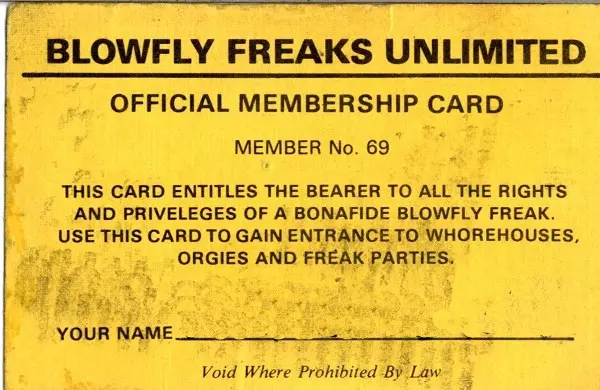 BLOWFLY FREAKS UNLIMITED
OFFICIAL MEMBERSHIP CARD
MEMBER No. 69
THIS CARD ENTITLES THE BEARER TO ALL THE RIGHTS
AND PRIVELEGES OF A BONAFIDE BLOWFLY FREAK.
USE THIS CARD TO GAIN ENTRANCE TO WHOREHOUSES,
ORGIES AND FREAK PARTIES.
YOUR NAME
Void Where Prohibited By Law